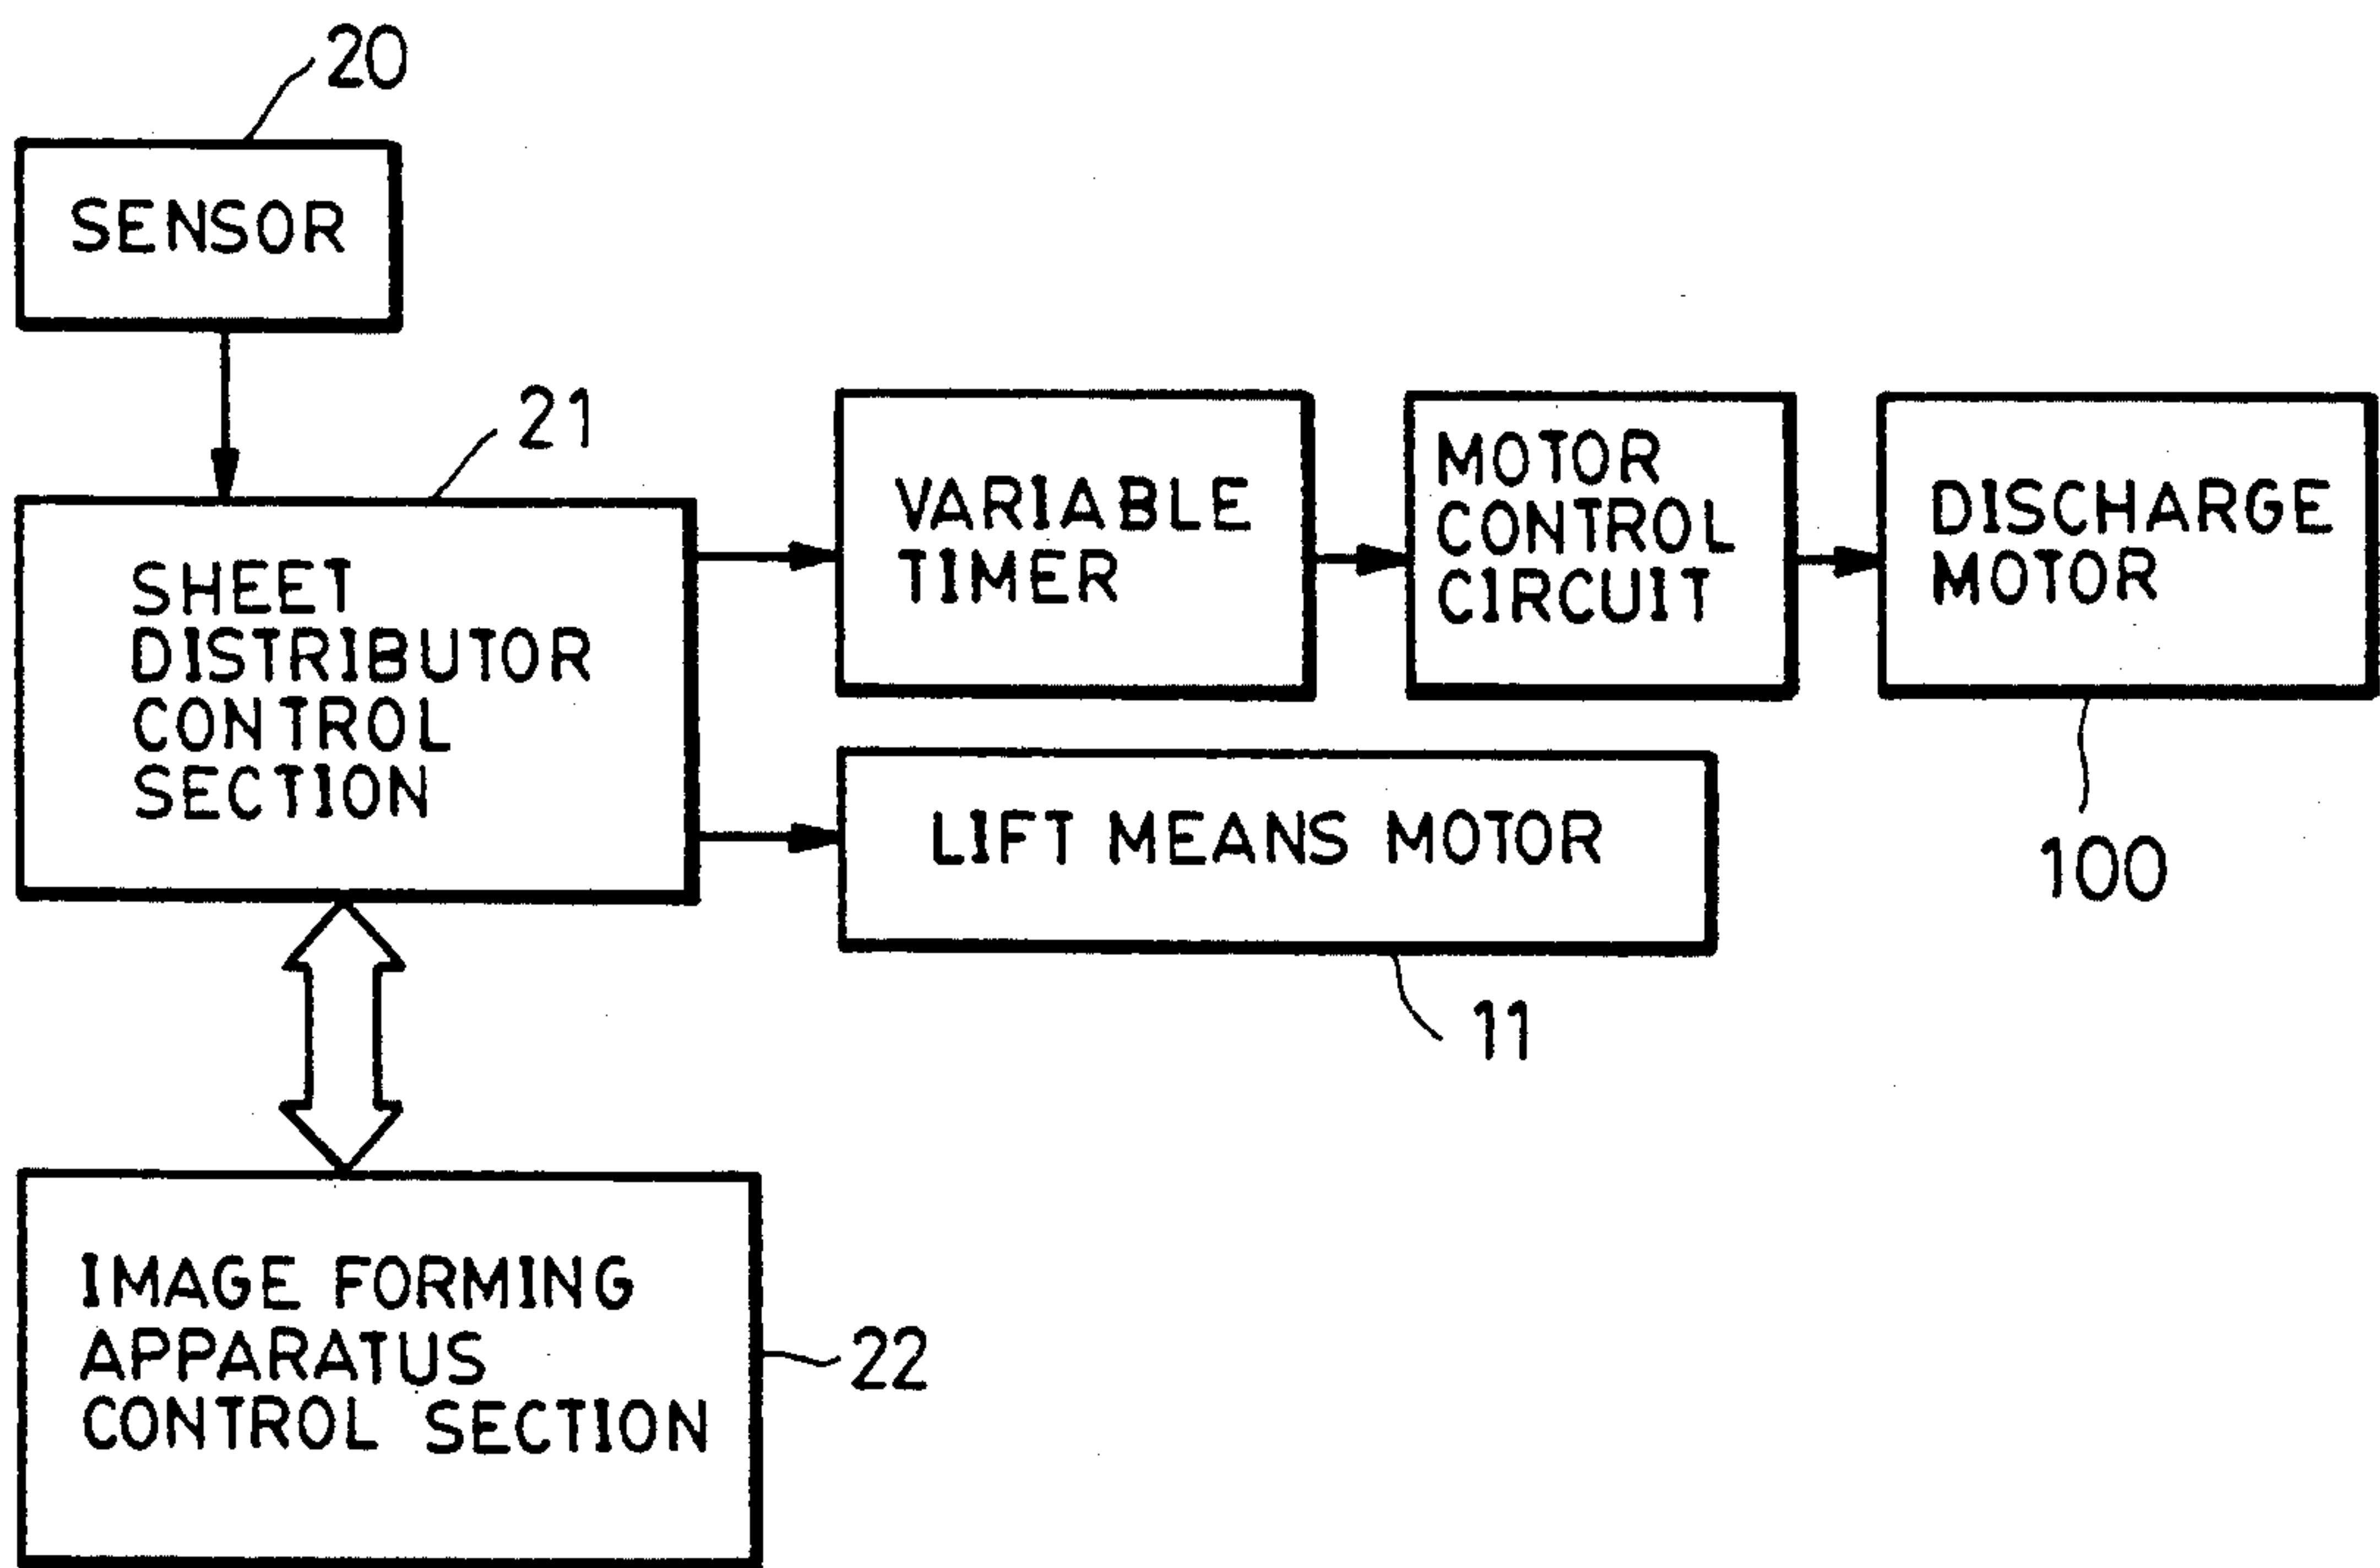 20
SENSOR
21
SHEET
DISTRIBUTOR
CONTROL
SECTION
VARIABLE
TIMER
MOTOR
CONTROL
CIRCUIT
DISCHARGE
MOTOR
100
LIFT MEANS MOTOR
11
IMAGE FORMING
APPARATUS
CONTROL SECTION
22